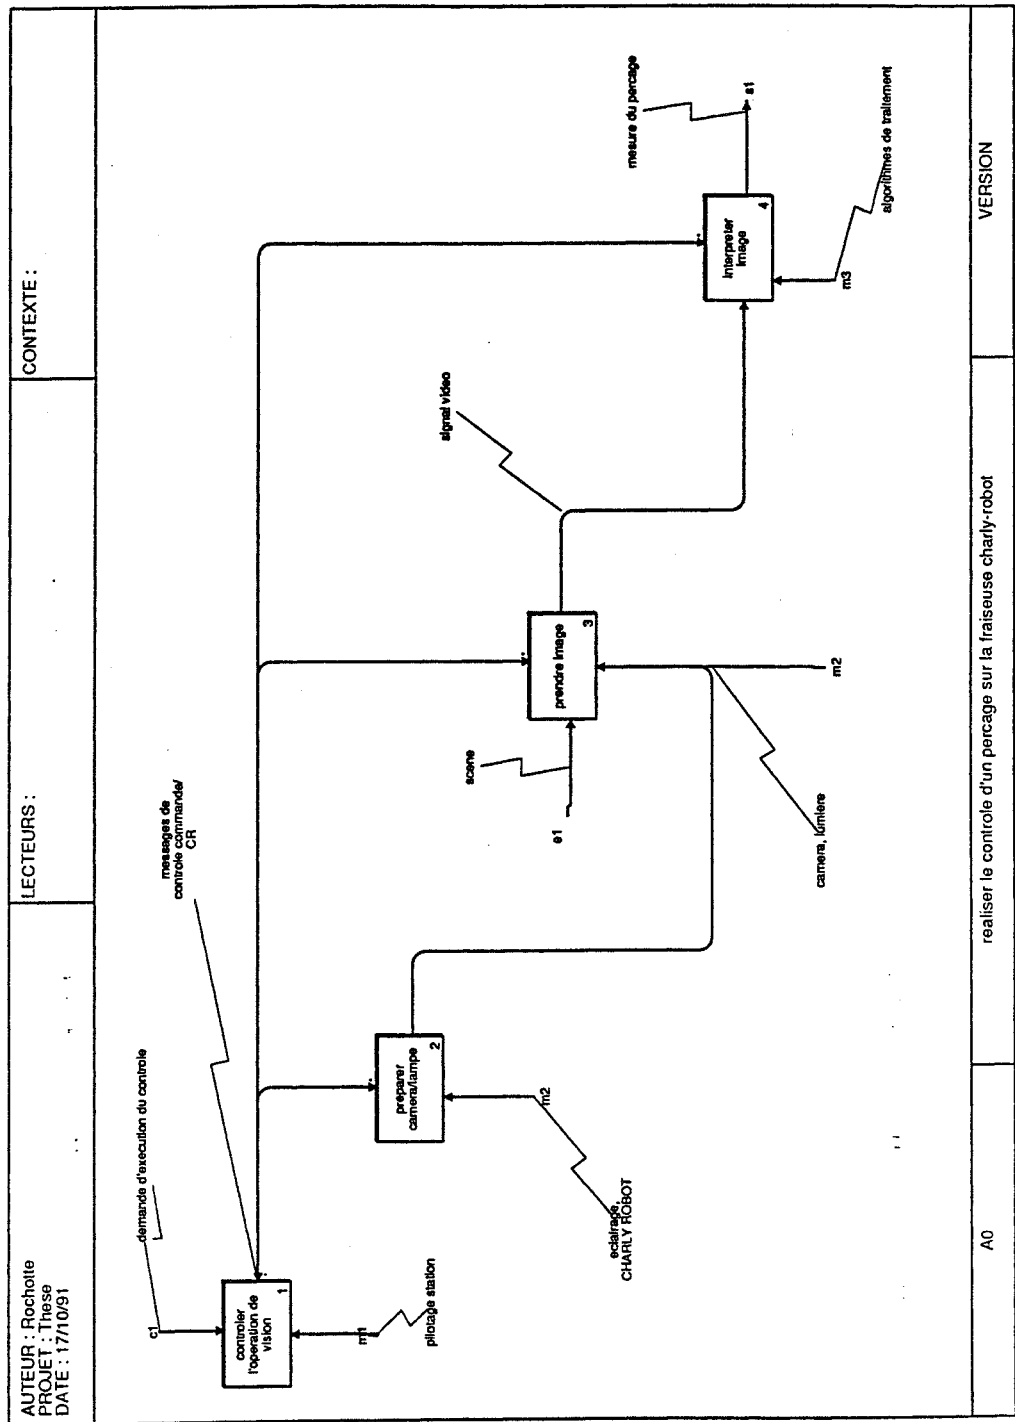 AUTEUR : Rochotte
PROJET : These
DATE : 17/10/91
LECTEURS :
CONTEXTE :
c1
demande d'execution du controle
messages de
controle commande/
CR
controler
l'operation de
vision
1
m1
pilotage station
preparer
camera/lampe
2
m2
eclairage,
CHARLY ROBOT
e1
scene
prendre image
3
m2
camera, lumiere
signal video
interpreter
image
4
m3
algorithmes de traitement
mesure du percage
s1
A0
realiser le controle d'un percage sur la fraiseuse charly-robot
VERSION